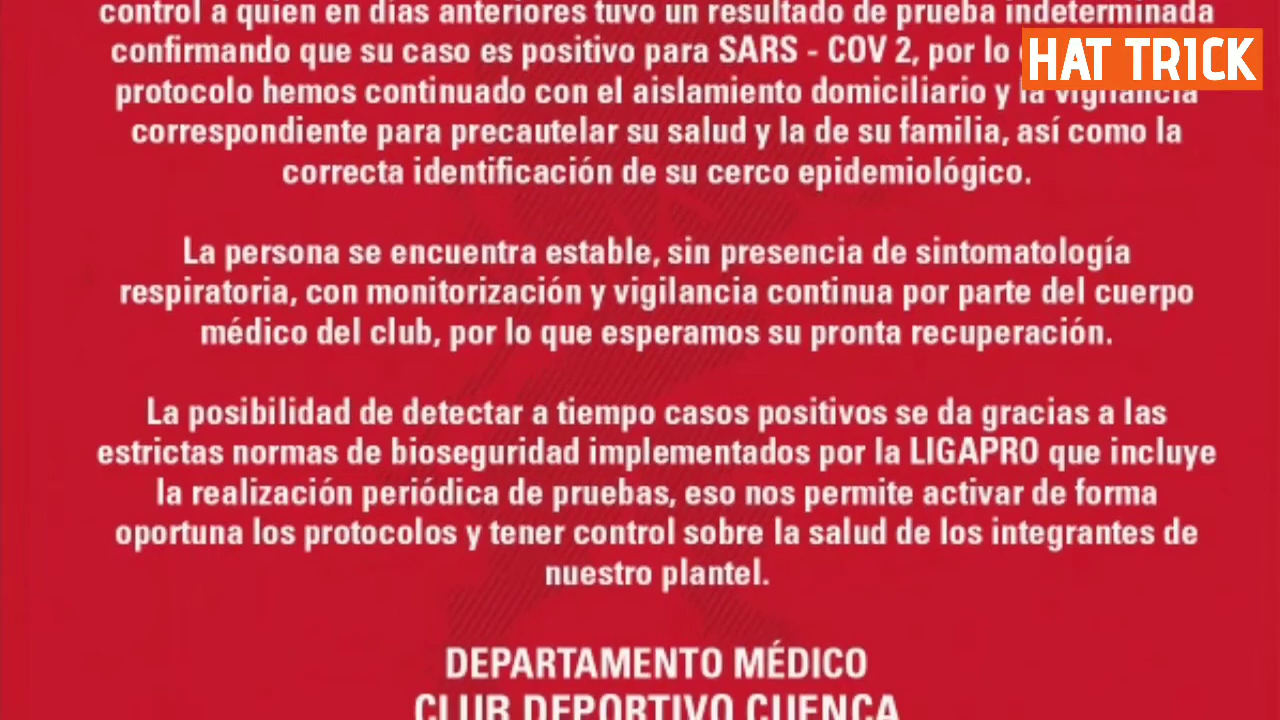 control a quien en días anteriores tuvo un resultado de prueba indeterminada
confirmando que su caso es positivo para SARS - COV 2, por lo
HAT TRICK
protocolo hemos continuado con el aislamiento domiciliario y la vigilancia
correspondiente para precautelar su salud y la de su familia, así como la
correcta identificación de su cerco epidemiológico.
La persona se encuentra estable, sin presencia de sintomatología
respiratoria, con monitorización y vigilancia continua por parte del cuerpo
médico del club, por lo que esperamos su pronta recuperación.
La posibilidad de detectar a tiempo casos positivos se da gracias a las
estrictas normas de bioseguridad implementados por la LIGAPRO que incluye
la realización periódica de pruebas, eso nos permite activar de forma
oportuna los protocolos y tener control sobre la salud de los integrantes de
nuestro plantel.
DEPARTAMENTO MÉDICO
CLUB DEPORTIVO CUENCA